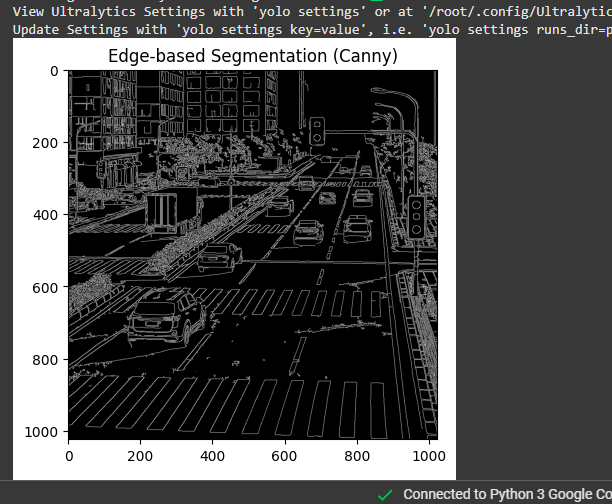 View Ultralytics Settings with 'yolo settings' or at '/root/.config/Ultralytic
Update Settings with 'yolo settings key=value', i.e. 'yolo settings runs_dir=p
Edge-based Segmentation (Canny)
0
200
400
600
800
1000
0 200 400 600 800 1000
Connected to Python 3 Google Co